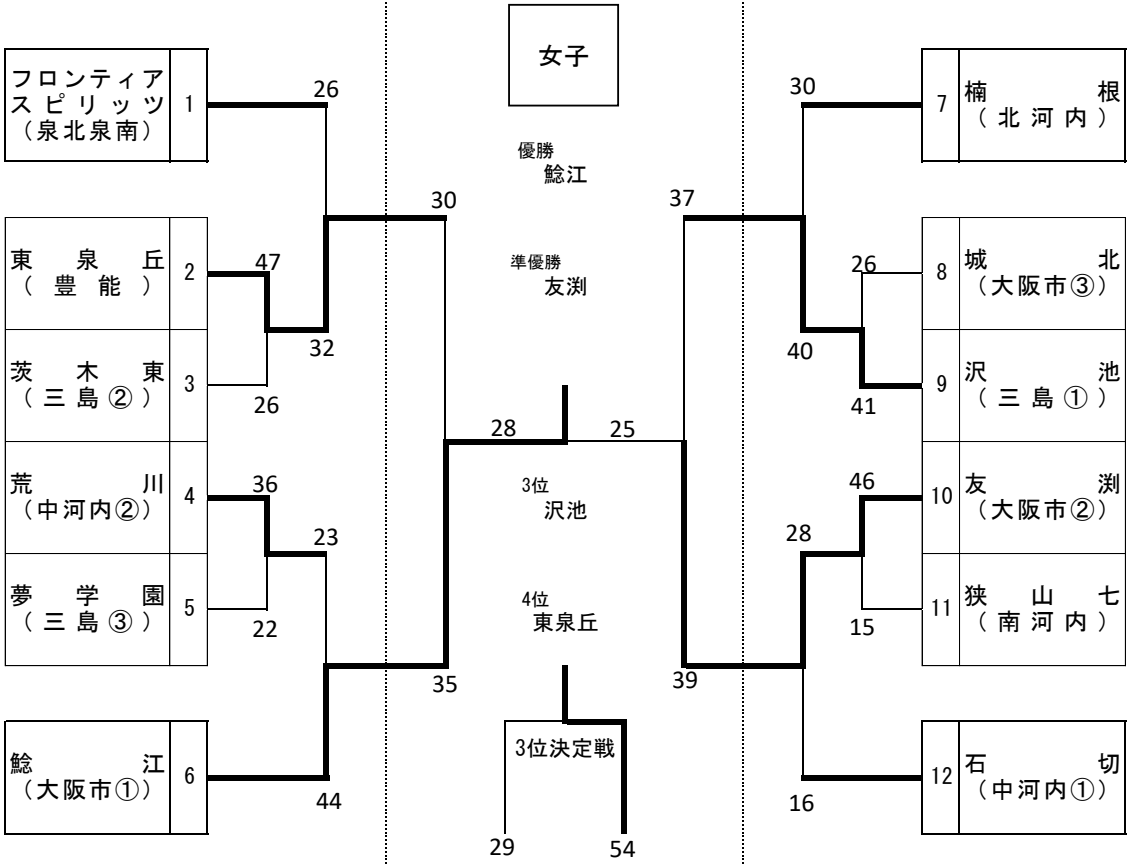 女子
優勝
鯰江
準優勝
友渕
3位
沢池
4位
東泉丘
3位決定戦
29
54
フロンティア
スピリッツ
（泉北泉南）
1
26
東泉丘
（豊能）
2
47
32
茨木東
（三島②）
3
26
荒川
（中河内②）
4
36
23
夢学園
（三島③）
5
22
鯰江
（大阪市①）
6
44
30
35
28
25
37
39
30
7
楠根
（北河内）
26
8
城北
（大阪市③）
40
41
9
沢池
（三島①）
46
28
10
友渕
（大阪市②）
15
11
狭山七
（南河内）
16
12
石切
（中河内①）